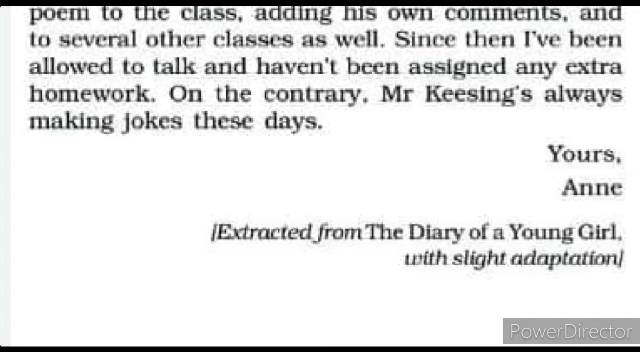 poem to the class, adding his own comments, and
to several other classes as well. Since then I've been
allowed to talk and haven't been assigned any extra
homework. On the contrary, Mr Keesing's always
making jokes these days.
Yours,
Anne
[Extracted from The Diary of a Young Girl,
with slight adaptation]
PowerDirector